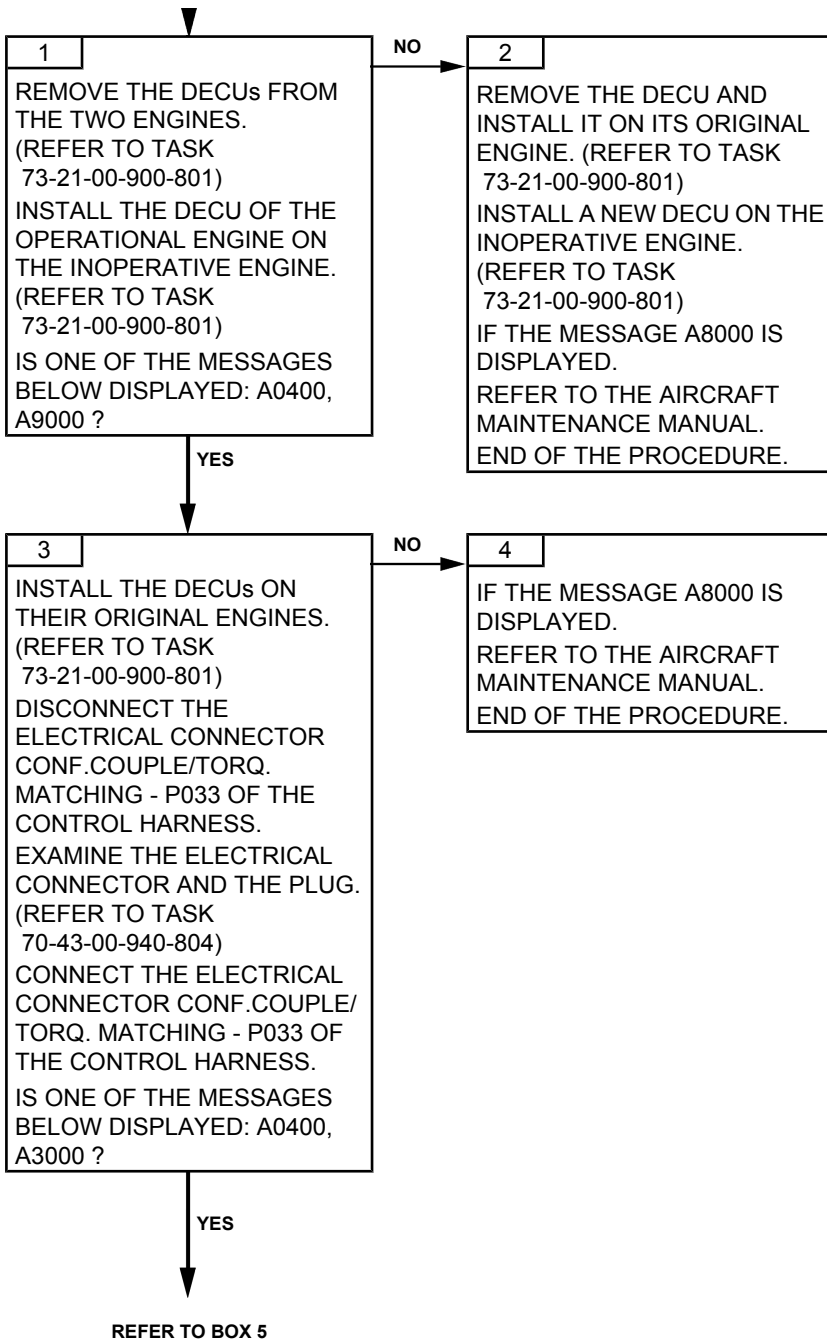 1
REMOVE THE DECUs FROM
THE TWO ENGINES.
(REFER TO TASK
73-21-00-900-801)
INSTALL THE DECU OF THE
OPERATIONAL ENGINE ON
THE INOPERATIVE ENGINE.
(REFER TO TASK
73-21-00-900-801)
IS ONE OF THE MESSAGES
BELOW DISPLAYED: A0400,
A9000 ?
NO
2
REMOVE THE DECU AND
INSTALL IT ON ITS ORIGINAL
ENGINE. (REFER TO TASK
73-21-00-900-801)
INSTALL A NEW DECU ON THE
INOPERATIVE ENGINE.
(REFER TO TASK
73-21-00-900-801)
IF THE MESSAGE A8000 IS
DISPLAYED.
REFER TO THE AIRCRAFT
MAINTENANCE MANUAL.
END OF THE PROCEDURE.
YES
3
INSTALL THE DECUs ON
THEIR ORIGINAL ENGINES.
(REFER TO TASK
73-21-00-900-801)
DISCONNECT THE
ELECTRICAL CONNECTOR
CONF.COUPLE/TORQ.
MATCHING - P033 OF THE
CONTROL HARNESS.
EXAMINE THE ELECTRICAL
CONNECTOR AND THE PLUG.
(REFER TO TASK
70-43-00-940-804)
CONNECT THE ELECTRICAL
CONNECTOR CONF.COUPLE/
TORQ. MATCHING - P033 OF
THE CONTROL HARNESS.
IS ONE OF THE MESSAGES
BELOW DISPLAYED: A0400,
A3000 ?
NO
4
IF THE MESSAGE A8000 IS
DISPLAYED.
REFER TO THE AIRCRAFT
MAINTENANCE MANUAL.
END OF THE PROCEDURE.
YES
REFER TO BOX 5